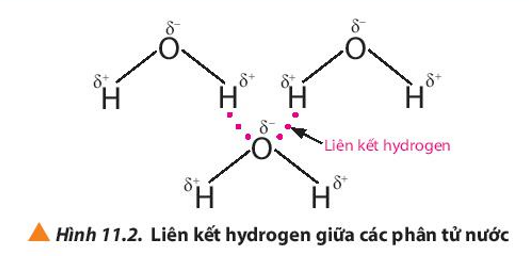 δ⁻ δ⁻
O O
δ⁺ H H δ⁺ δ⁺ H H δ⁺
δ⁻
O Liên kết hydrogen
δ⁺ H H δ⁺
Hình 11.2. Liên kết hydrogen giữa các phân tử nước